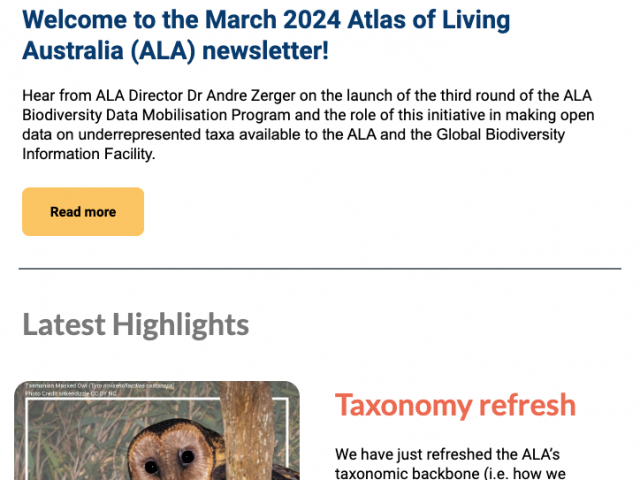 Welcome to the March 2024 Atlas of Living
Australia (ALA) newsletter!
Hear from ALA Director Dr Andre Zerger on the launch of the third round of the ALA
Biodiversity Data Mobilisation Program and the role of this initiative in making open
data on underrepresented taxa available to the ALA and the Global Biodiversity
Information Facility.
Read more
Latest Highlights
Tasmanian Masked Owl (Tyto novaehollandiae castanops)
Photo Credit CC BY NC
Taxonomy refresh
We have just refreshed the ALA's
taxonomic backbone (i.e. how we